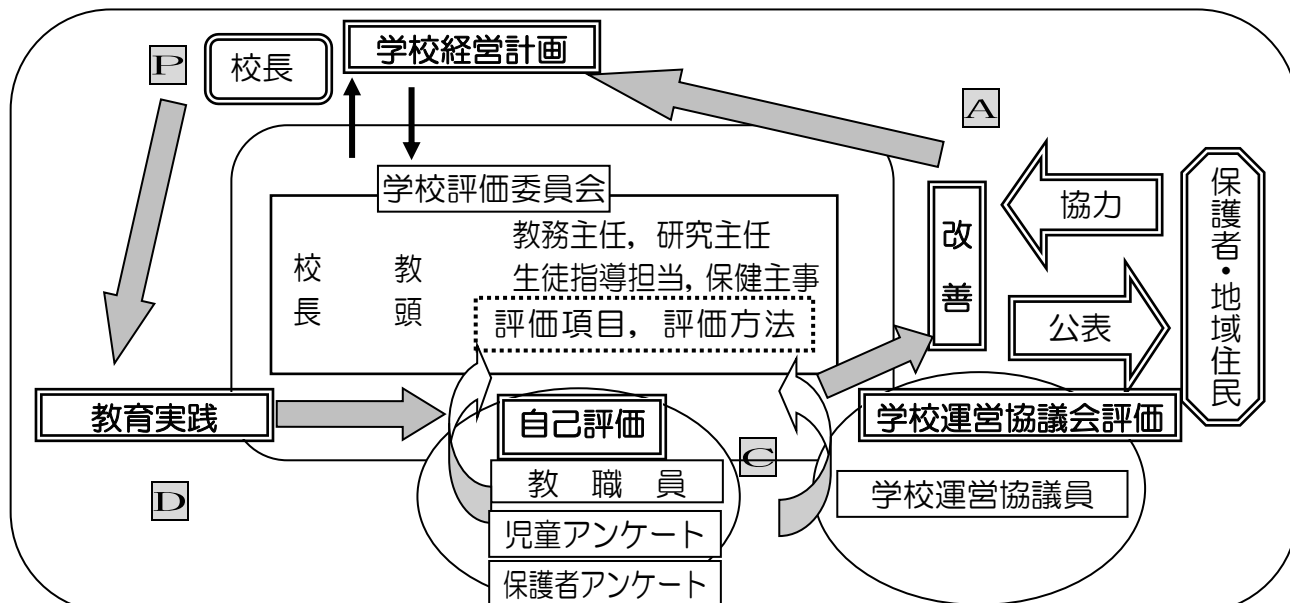 P
校長
学校経営計画
A
学校評価委員会
教務主任，研究主任
校長
教頭
生徒指導担当，保健主事
評価項目，評価方法
改善
協力
公表
保護者・地域住民
教育実践
自己評価
C
学校運営協議会評価
D
教　職　員
学校運営協議員
児童アンケート
保護者アンケート